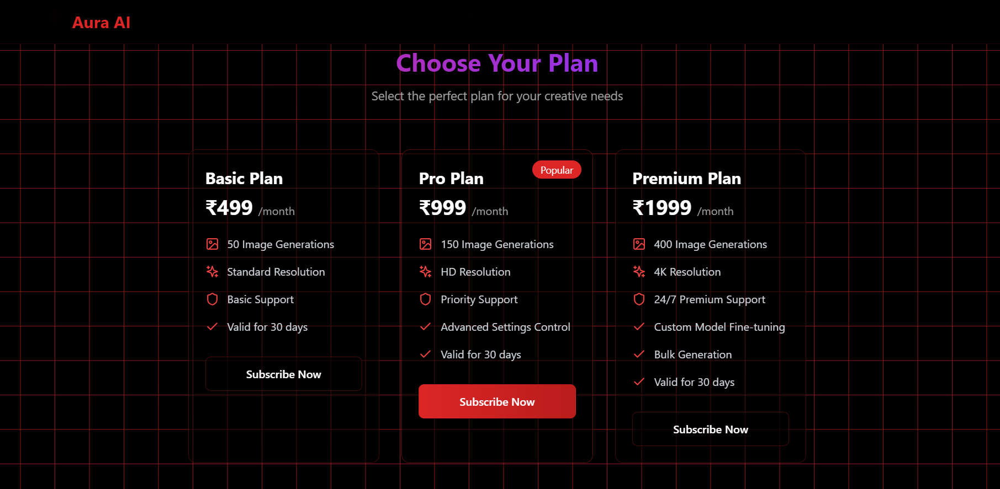 Aura AI
Choose Your Plan
Select the perfect plan for your creative needs
Basic Plan
₹499 /month
50 Image Generations
Standard Resolution
Basic Support
Valid for 30 days
Subscribe Now
Popular
Pro Plan
₹999 /month
150 Image Generations
HD Resolution
Priority Support
Advanced Settings Control
Valid for 30 days
Subscribe Now
Premium Plan
₹1999 /month
400 Image Generations
4K Resolution
24/7 Premium Support
Custom Model Fine-tuning
Bulk Generation
Valid for 30 days
Subscribe Now